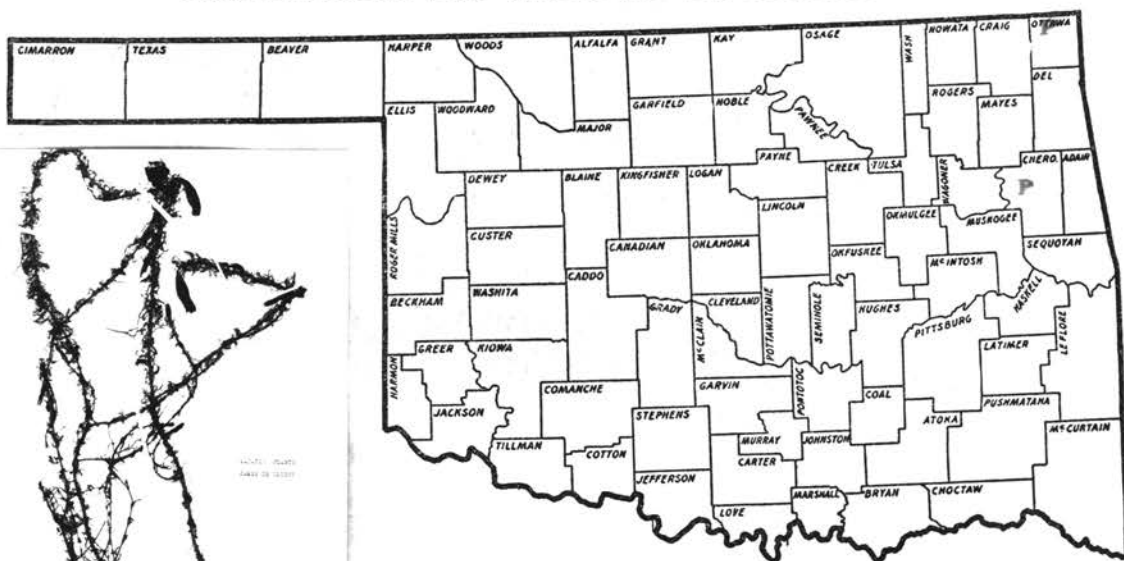 CIMARRON TEXAS BEAVER HARPER WOODS ALFALFA GRANT KAY OSAGE WASH NOWATA CRAIG OTTAWA
P
DEL
ELLIS WOODWARD MAJOR GARFIELD NOBLE PAWNEE ROGERS MAYES
DEWEY BLAINE KINGFISHER LOGAN PAYNE CREEK TULSA WAGONER CHERO. ADAIR
P
LINCOLN OKMULGEE MUSKOGEE
ROGER MILLS CUSTER CANADIAN OKLAHOMA OKFUSKEE MCINTOSH SEQUOYAH
BECKHAM WASHITA CADDO GRADY CLEVELAND MCCLAIN POTTAWATOMIE SEMINOLE HUGHES PITTSBURG HASKELL
HARMON GREER KIOWA LATIMER LEFLORE
JACKSON COMANCHE STEPHENS GARVIN PONTOTOC COAL ATOKA PUSHMATAHA MCCURTAIN
TILLMAN COTTON MURRAY JOHNSTON
CARTER
JEFFERSON MARSHALL BRYAN CHOCTAW
LOVE